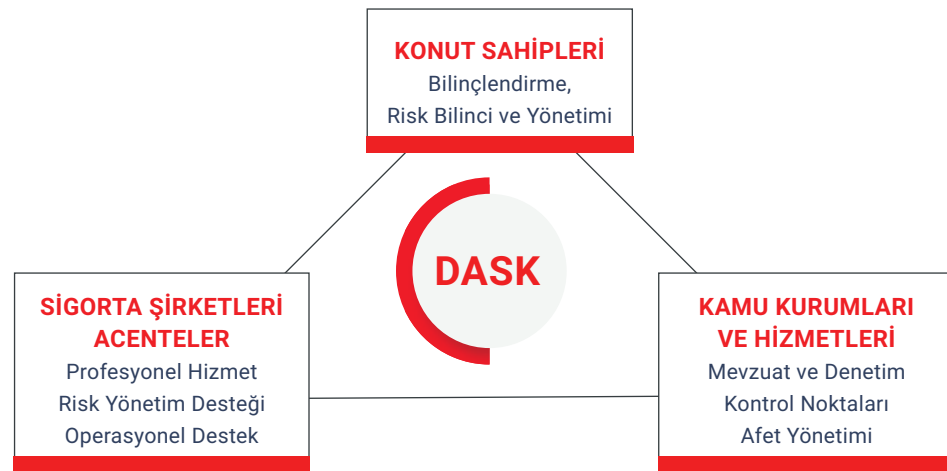 KONUT SAHİPLERİ
Bilinçlendirme,
Risk Bilinci ve Yönetimi
DASK
SİGORTA ŞİRKETLERİ
ACENTELER
Profesyonel Hizmet
Risk Yönetim Desteği
Operasyonel Destek
KAMU KURUMLARI
VE HİZMETLERİ
Mevzuat ve Denetim
Kontrol Noktaları
Afet Yönetimi